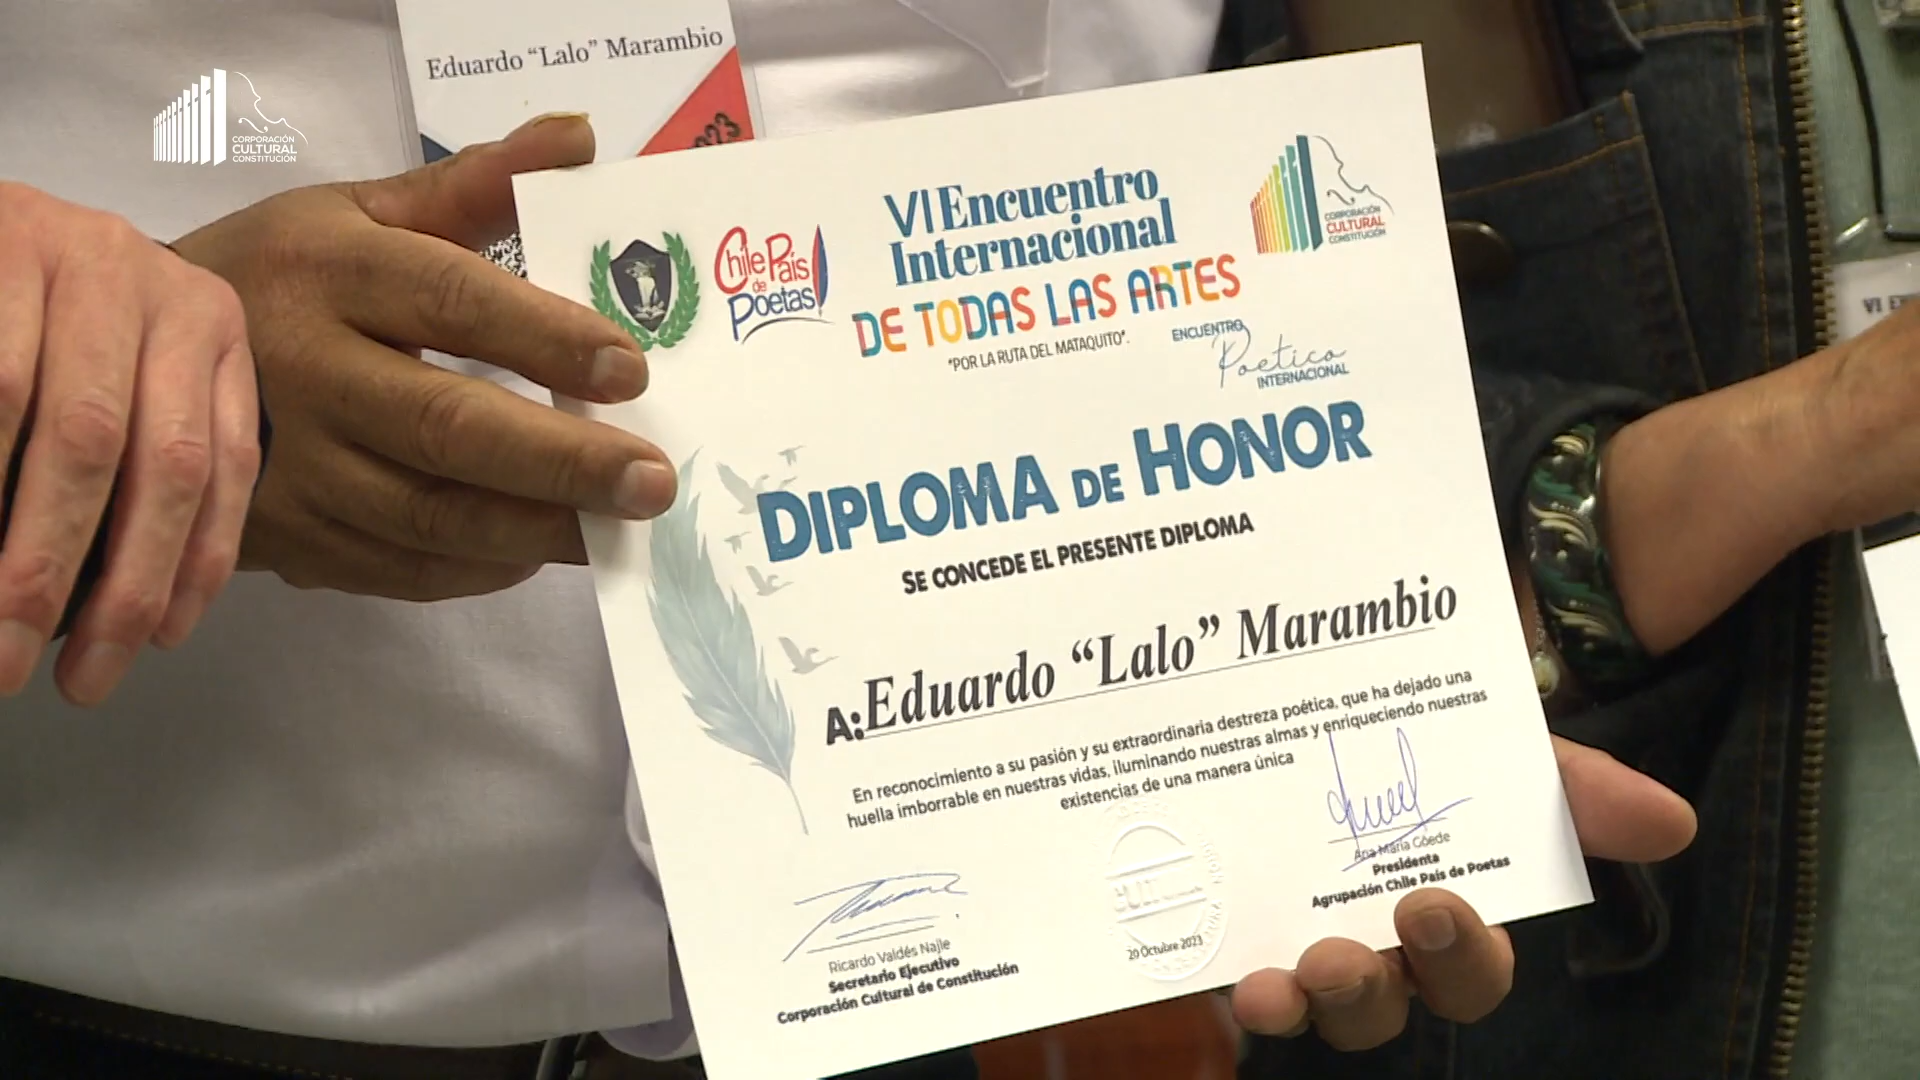 Eduardo “Lalo” Marambio
2023
CORPORACIÓN
CULTURAL
CONSTITUCIÓN
Chile País
de
Poetas
VI Encuentro
Internacional
DE TODAS LAS ARTES
"POR LA RUTA DEL MATAQUITO".
ENCUENTRO
Poetico
INTERNACIONAL
CORPORACIÓN
CULTURAL
CONSTITUCIÓN
DIPLOMA DE HONOR
SE CONCEDE EL PRESENTE DIPLOMA
A: Eduardo “Lalo” Marambio
En reconocimiento a su pasión y su extraordinaria destreza poética, que ha dejado una
huella imborrable en nuestras vidas, iluminando nuestras almas y enriqueciendo nuestras
existencias de una manera única
Ricardo Valdés Najle
Secretario Ejecutivo
Corporación Cultural de Constitución
20 Octubre 2023
Ana María Goede
Presidenta
Agrupación Chile País de Poetas
VI